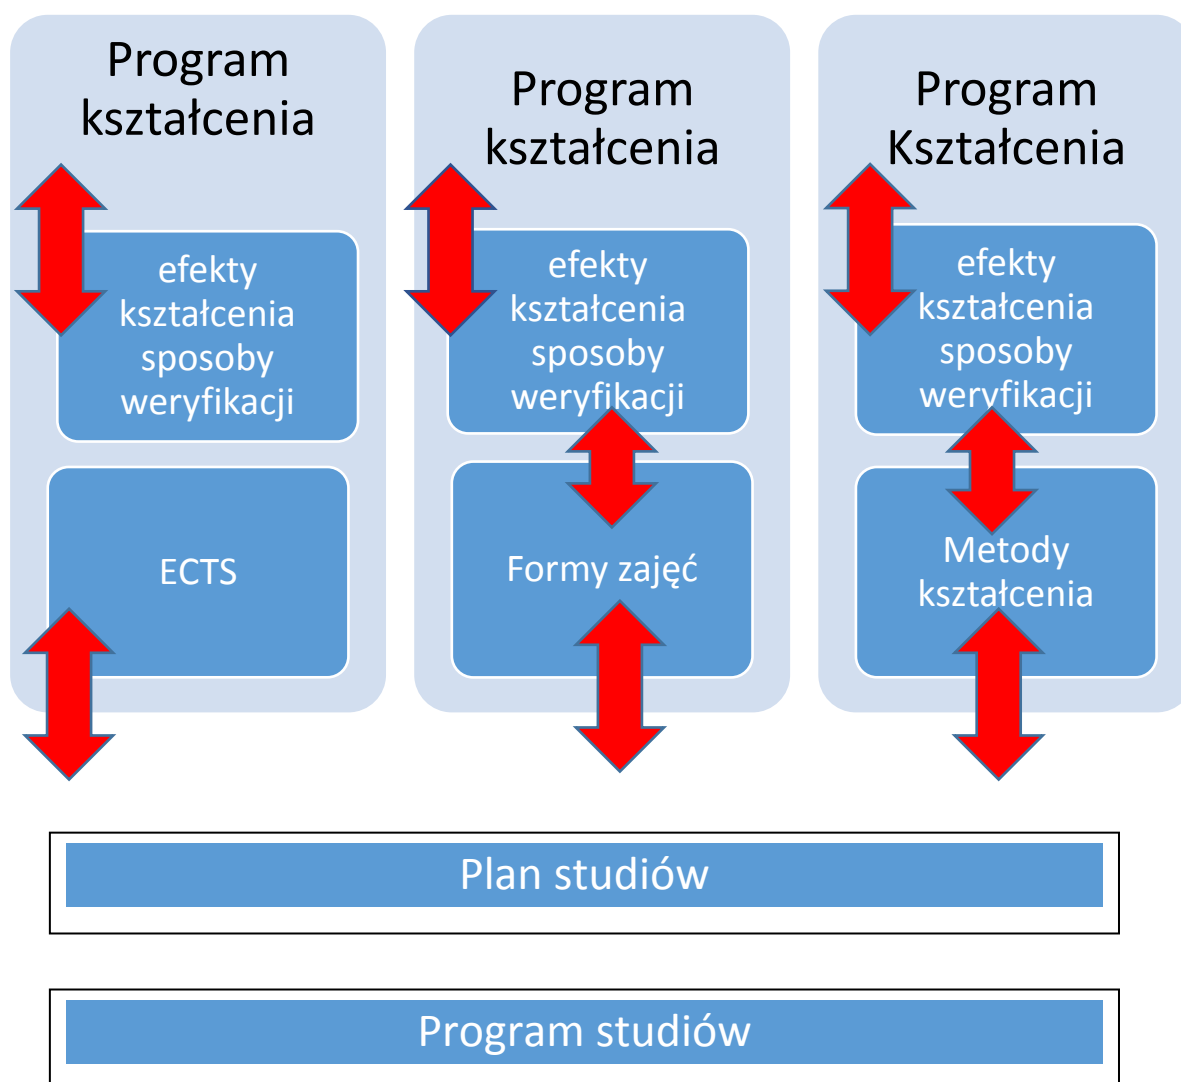 Program
kształcenia
efekty
kształcenia
sposoby
weryfikacji
ECTS
Program
kształcenia
efekty
kształcenia
sposoby
weryfikacji
Formy zajęć
Program
Kształcenia
efekty
kształcenia
sposoby
weryfikacji
Metody
kształcenia
Plan studiów
Program studiów